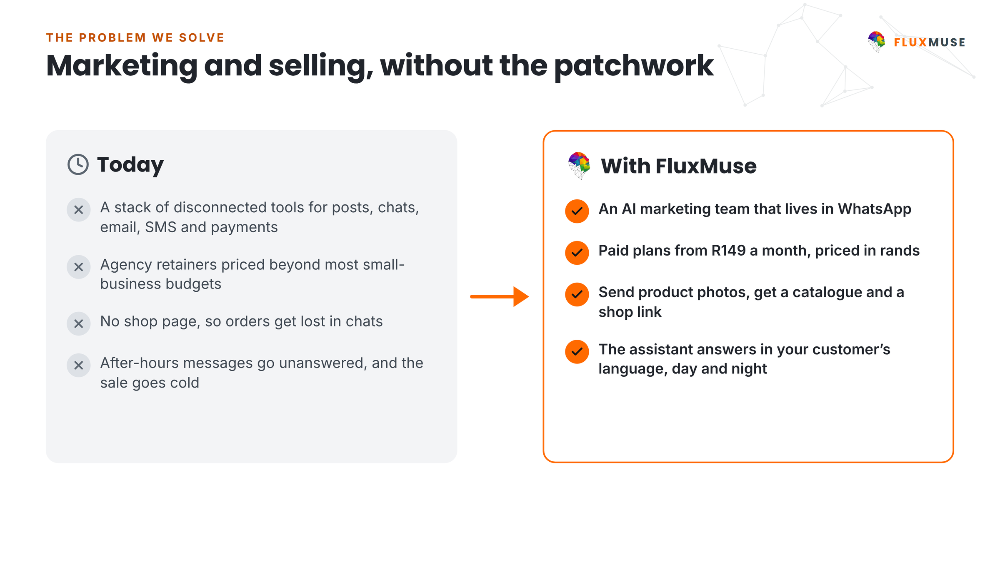 THE PROBLEM WE SOLVE
Marketing and selling, without the patchwork
FLUXMUSE
Today
A stack of disconnected tools for posts, chats,
email, SMS and payments
Agency retainers priced beyond most small-
business budgets
No shop page, so orders get lost in chats
After-hours messages go unanswered, and the
sale goes cold
With FluxMuse
An AI marketing team that lives in WhatsApp
Paid plans from R149 a month, priced in rands
Send product photos, get a catalogue and a
shop link
The assistant answers in your customer’s
language, day and night